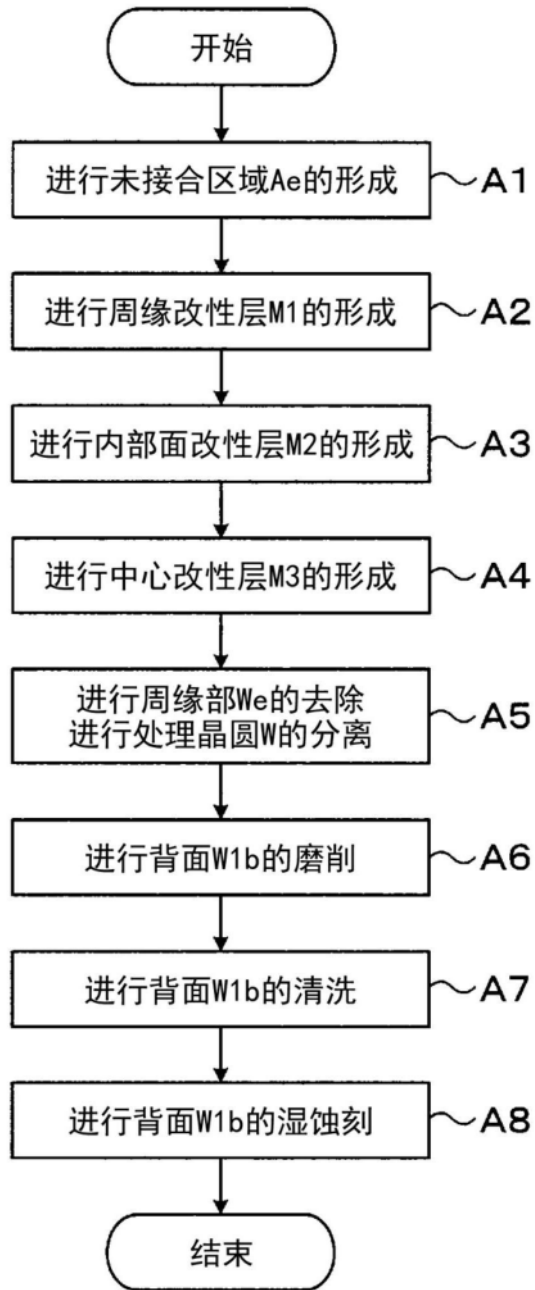 开始
进行未接合区域Ae的形成 A1
进行周缘改性层M1的形成 A2
进行内部面改性层M2的形成 A3
进行中心改性层M3的形成 A4
进行周缘部We的去除
进行处理晶圆W的分离 A5
进行背面W1b的磨削 A6
进行背面W1b的清洗 A7
进行背面W1b的湿蚀刻 A8
结束